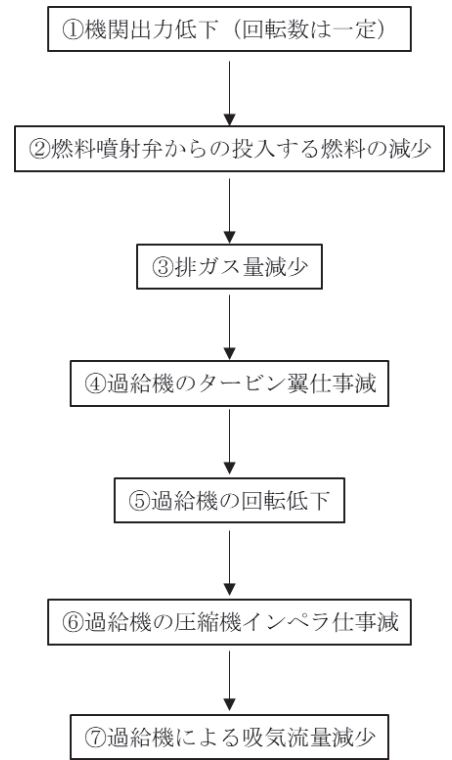 ①機関出力低下（回転数は一定）
②燃料噴射弁からの投入する燃料の減少
③排ガス量減少
④過給機のタービン翼仕事減
⑤過給機の回転低下
⑥過給機の圧縮機インペラ仕事減
⑦過給機による吸気流量減少